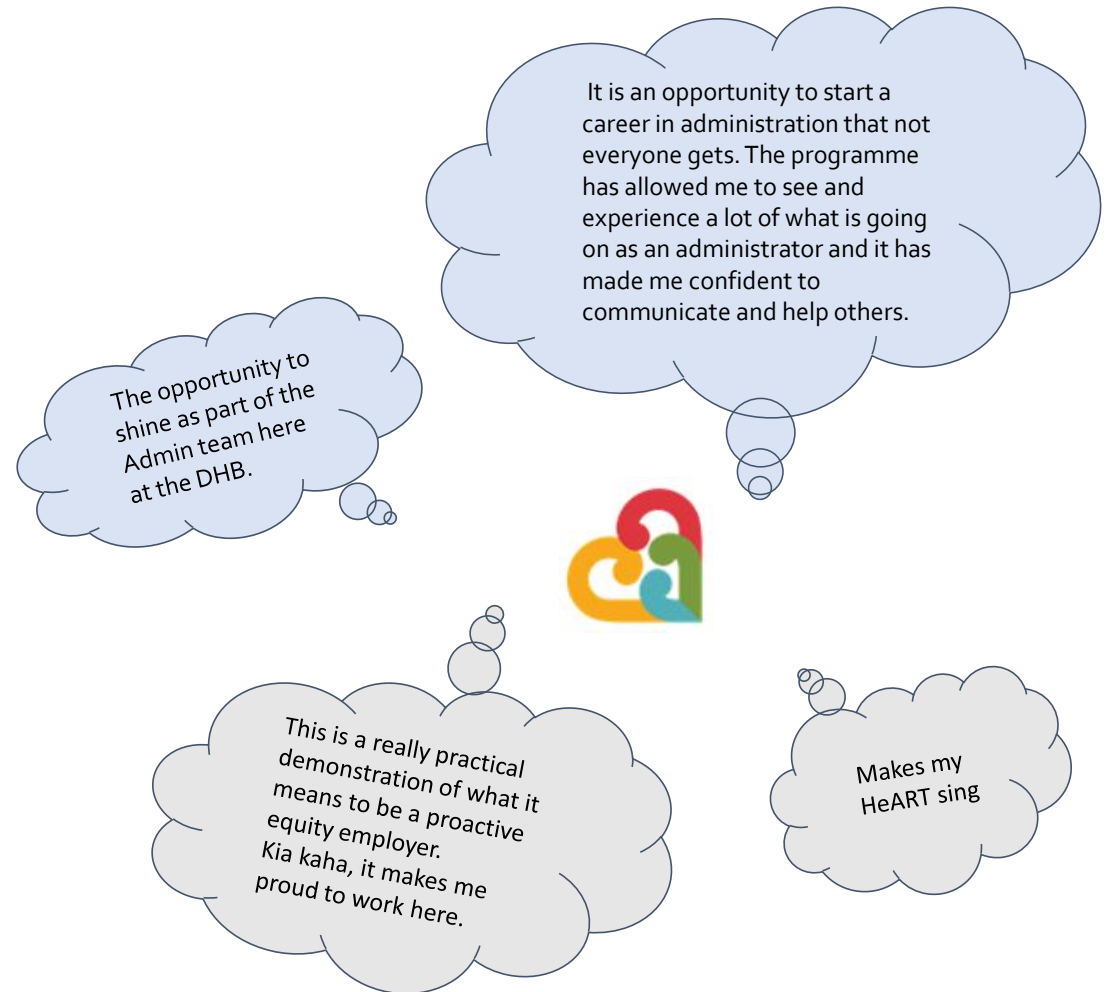 It is an opportunity to start a
career in administration that not
everyone gets. The programme
has allowed me to see and
experience a lot of what is going
on as an administrator and it has
made me confident to
communicate and help others.
The opportunity to
shine as part of the
Admin team here
at the DHB.
This is a really practical
demonstration of what it
means to be a proactive
equity employer.
Kia kaha, it makes me
proud to work here.
Makes my
HeART sing